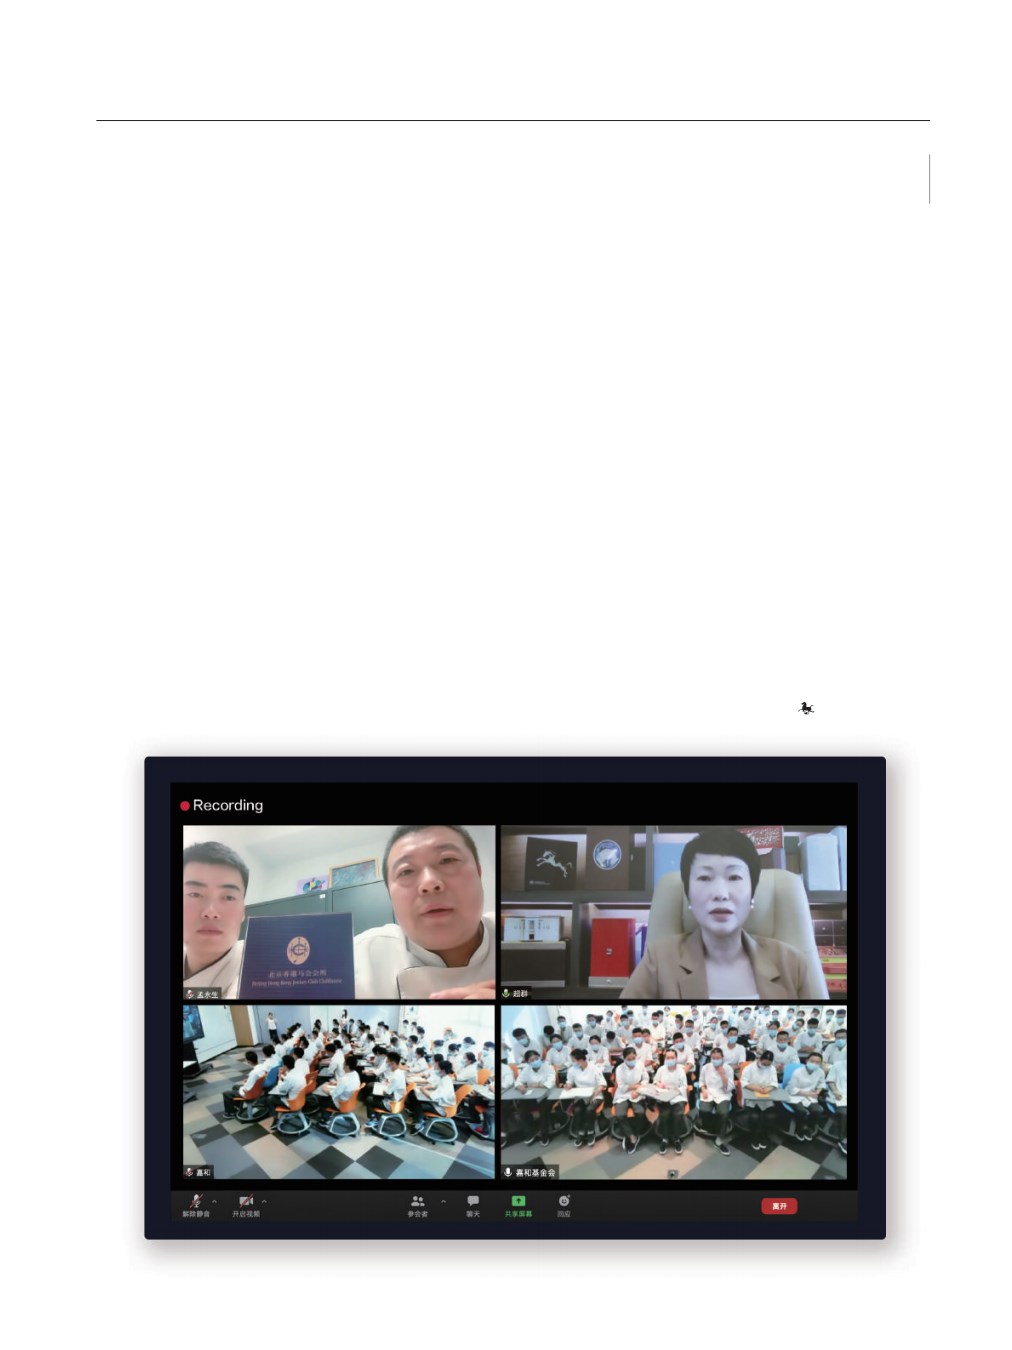 Recording
北京香港马会会所
Beijing Hong Kong Jockey Club Clubhouse
孟永生
超群
嘉和
嘉和基金会
解除静音
开启视频
参会者
聊天
共享屏幕
回应
离开